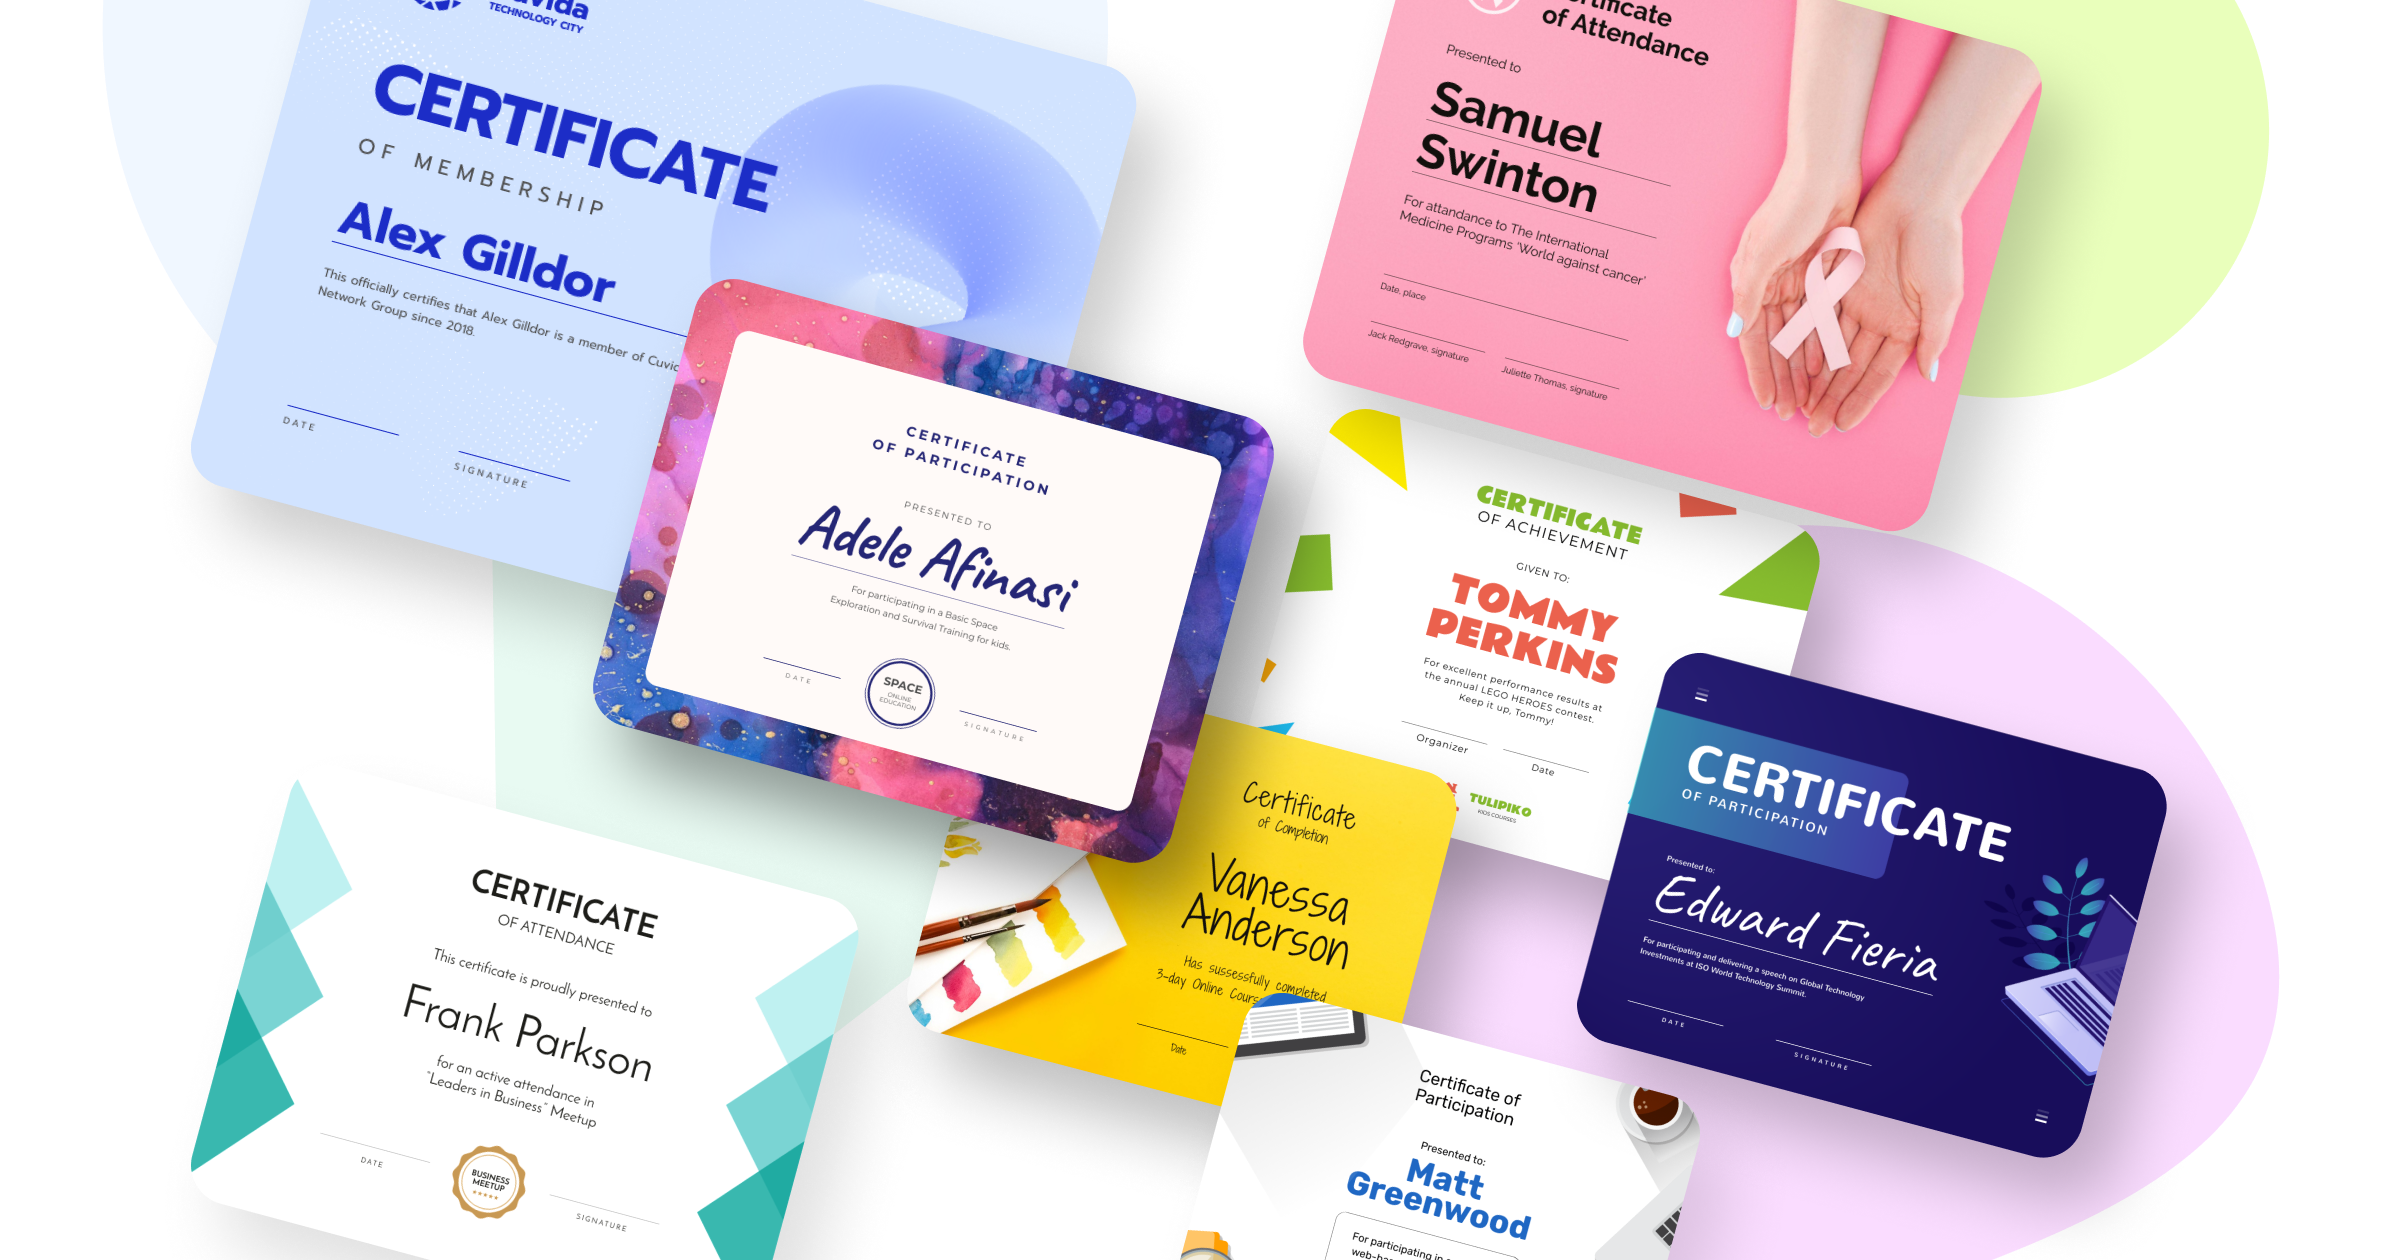 TECHNOLOGY CITY
CERTIFICATE
OF MEMBERSHIP
Alex Gilldor
This officially certifies that Alex Gilldor is a member of
Network Group since 2018.
DATE
SIGNATURE
of Attendance
Presented to
Samuel
Swinton
For attandance to The International
Medicine Programs 'World against cancer'
Date, place
Jack Redgrave, signature
Juliette Thomas, signature
CERTIFICATE
OF PARTICIPATION
PRESENTED TO
Adele Afinasi
For participating in a Basic Space
Exploration and Survival Training for kids.
DATE
SPACE
ONLINE
EDUCATION
SIGNATURE
CERTIFICATE
OF ACHIEVEMENT
GIVEN TO:
TOMMY
PERKINS
For excellent performance results at
the annual LEGO HEROES contest.
Keep it up, Tommy!
Organizer
Date
TULIPIKO
KIDS COURSES
CERTIFICATE
OF PARTICIPATION
Presented to:
Edward Fieria
For participating and delivering a speech on Global Technology
Investments at ISO World Technology Summit.
DATE
SIGNATURE
Certificate
of Completion
Vanessa
Anderson
Has sussessfully completed
3-day Online
Date
CERTIFICATE
OF ATTENDANCE
This certificate is proudly presented to
Frank Parkson
for an active attendance in
"Leaders in Business" Meetup
DATE
BUSINESS
MEETUP
SIGNATURE
Certificate of
Participation
Presented to:
Matt
Greenwood
For participating in